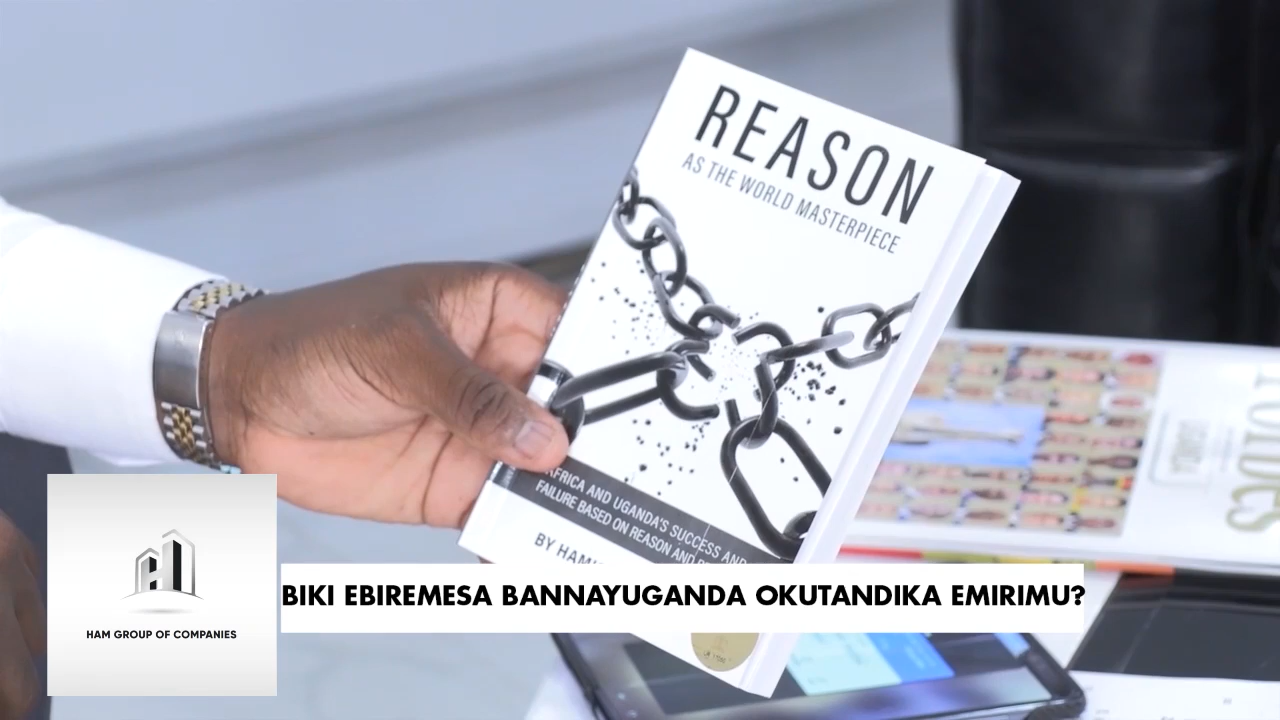 REASON
AS THE WORLD MASTERPIECE
AFRICA AND UGANDA'S SUCCESS AND
FAILURE BASED ON REASON AND
BY
HAM GROUP OF COMPANIES
BIKI EBIREMESA BANNAYUGANDA OKUTANDIKA EMIRIMU?